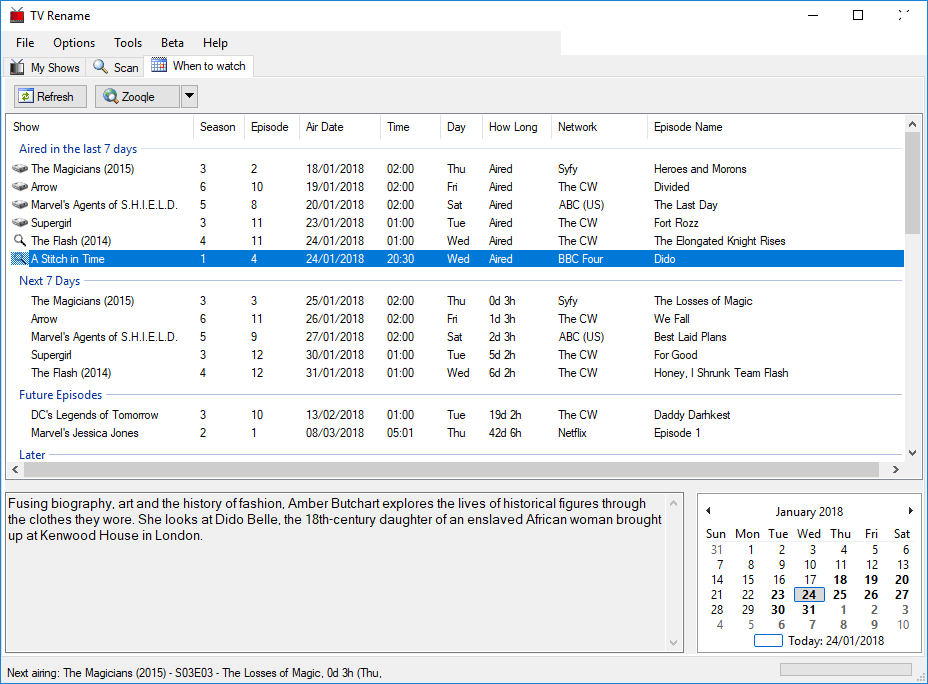 TV Rename
File Options Tools Beta Help
My Shows Scan When to watch
Refresh Zooqle
Show Season Episode Air Date Time Day How Long Network Episode Name
Aired in the last 7 days
The Magicians (2015) 3 2 18/01/2018 02:00 Thu Aired Syfy Heroes and Morons
Arrow 6 10 19/01/2018 02:00 Fri Aired The CW Divided
Marvel's Agents of S.H.I.E.L.D. 5 8 20/01/2018 02:00 Sat Aired ABC (US) The Last Day
Supergirl 3 11 23/01/2018 01:00 Tue Aired The CW Fort Rozz
The Flash (2014) 4 11 24/01/2018 01:00 Wed Aired The CW The Elongated Knight Rises
A Stitch in Time 1 4 24/01/2018 20:30 Wed Aired BBC Four Dido
Next 7 Days
The Magicians (2015) 3 3 25/01/2018 02:00 Thu 0d 3h Syfy The Losses of Magic
Arrow 6 11 26/01/2018 02:00 Fri 1d 3h The CW We Fall
Marvel's Agents of S.H.I.E.L.D. 5 9 27/01/2018 02:00 Sat 2d 3h ABC (US) Best Laid Plans
Supergirl 3 12 30/01/2018 01:00 Tue 5d 2h The CW For Good
The Flash (2014) 4 12 31/01/2018 01:00 Wed 6d 2h The CW Honey, I Shrunk Team Flash
Future Episodes
DC's Legends of Tomorrow 3 10 13/02/2018 01:00 Tue 19d 2h The CW Daddy Darhkest
Marvel's Jessica Jones 2 1 08/03/2018 05:01 Thu 42d 6h Netflix Episode 1
Later
Fusing biography, art and the history of fashion, Amber Butchart explores the lives of historical figures through
the clothes they wore. She looks at Dido Belle, the 18th-century daughter of an enslaved African woman brought
up at Kenwood House in London.
January 2018
Sun Mon Tue Wed Thu Fri Sat
31 1 2 3 4 5 6
7 8 9 10 11 12 13
14 15 16 17 18 19 20
21 22 23 24 25 26 27
28 29 30 31 1 2 3
4 5 6 7 8 9 10
Today: 24/01/2018
Next airing: The Magicians (2015) - S03E03 - The Losses of Magic, 0d 3h (Thu,